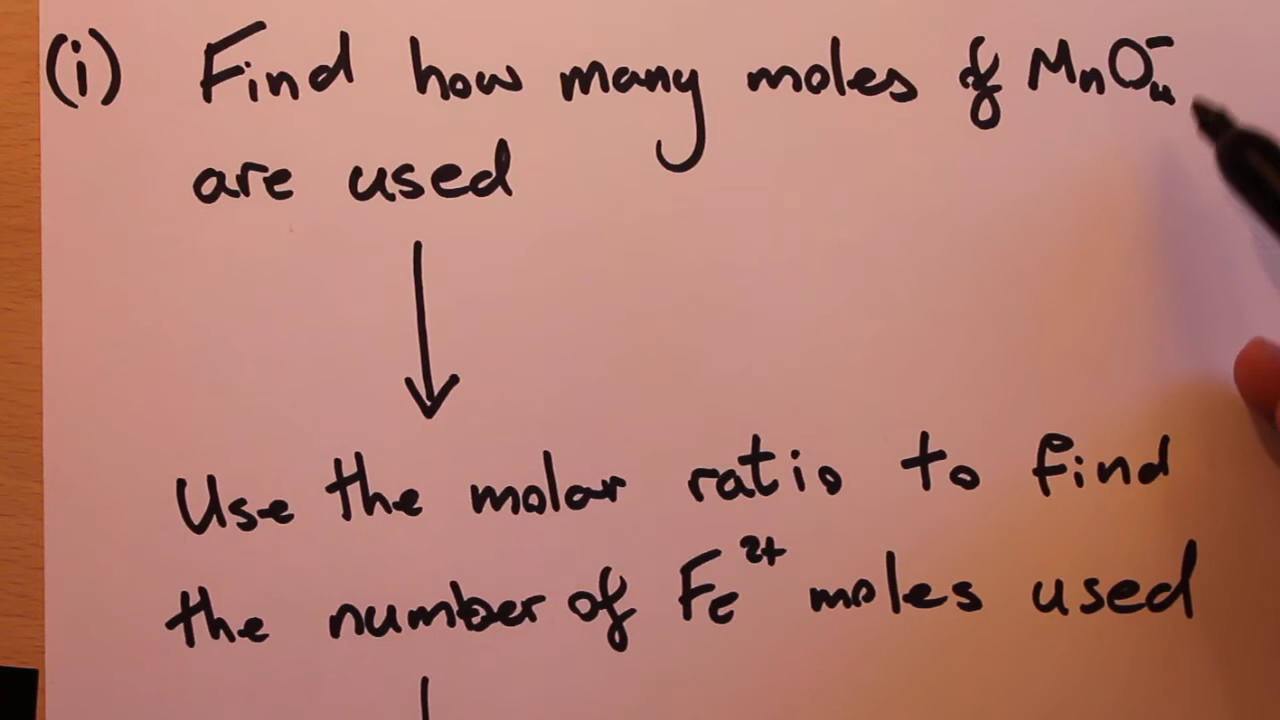 (i) Find how many moles of MnO₄⁻
are used
Use the molar ratio to find
the number of Fe²⁺ moles used